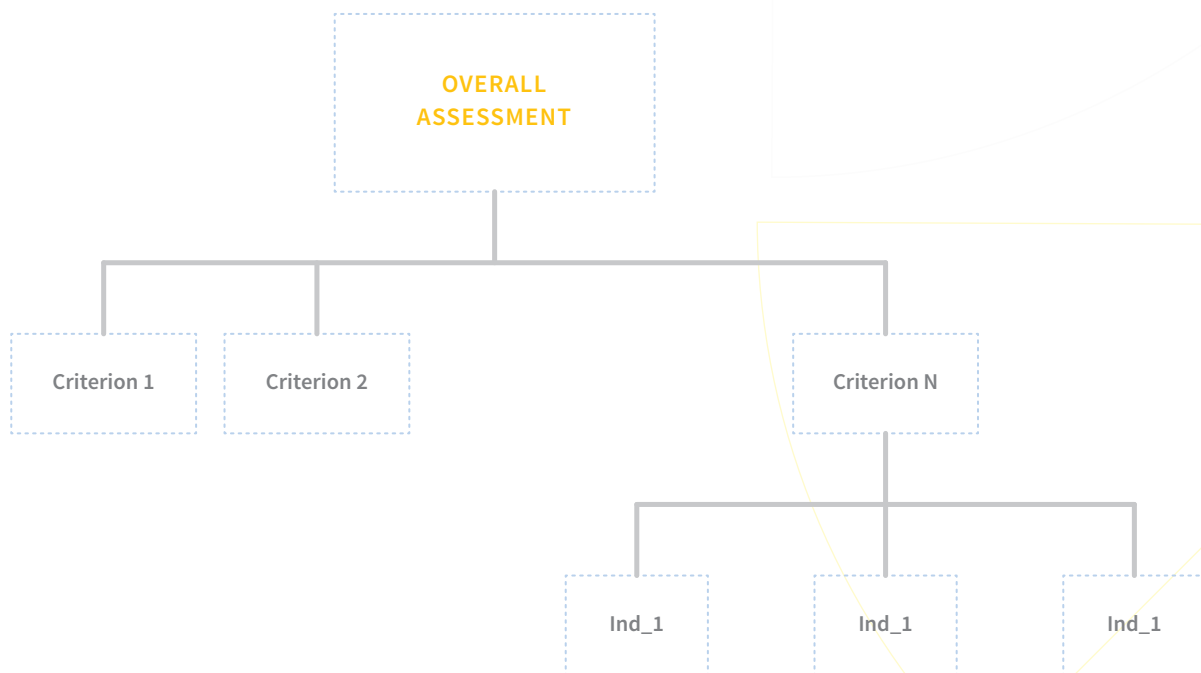 OVERALL
ASSESSMENT
Criterion 1
Criterion 2
Criterion N
Ind_1
Ind_1
Ind_1